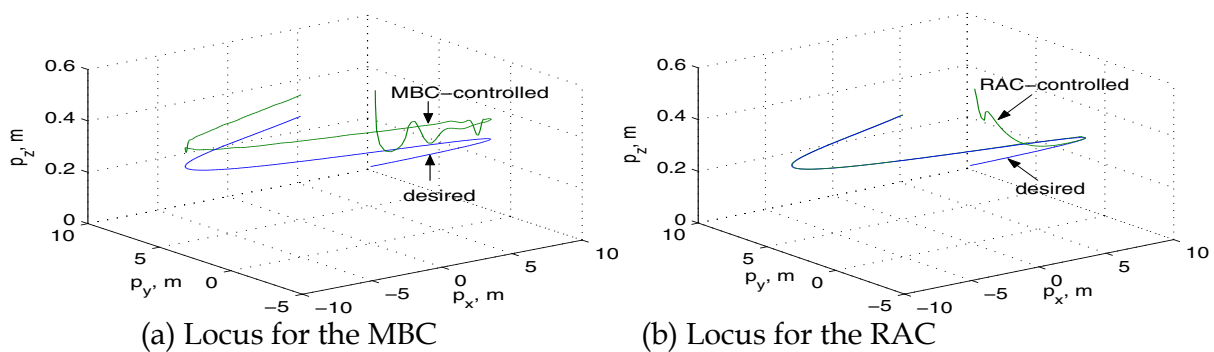 0.6
0.4
0.2
0
p_z, m
10
5
0
−5
p_y, m
−10
−5
0
5
10
p_x, m
MBC−controlled
desired
(a) Locus for the MBC
0.6
0.4
0.2
0
p_z, m
10
5
0
−5
p_y, m
−10
−5
0
5
10
p_x, m
RAC−controlled
desired
(b) Locus for the RAC